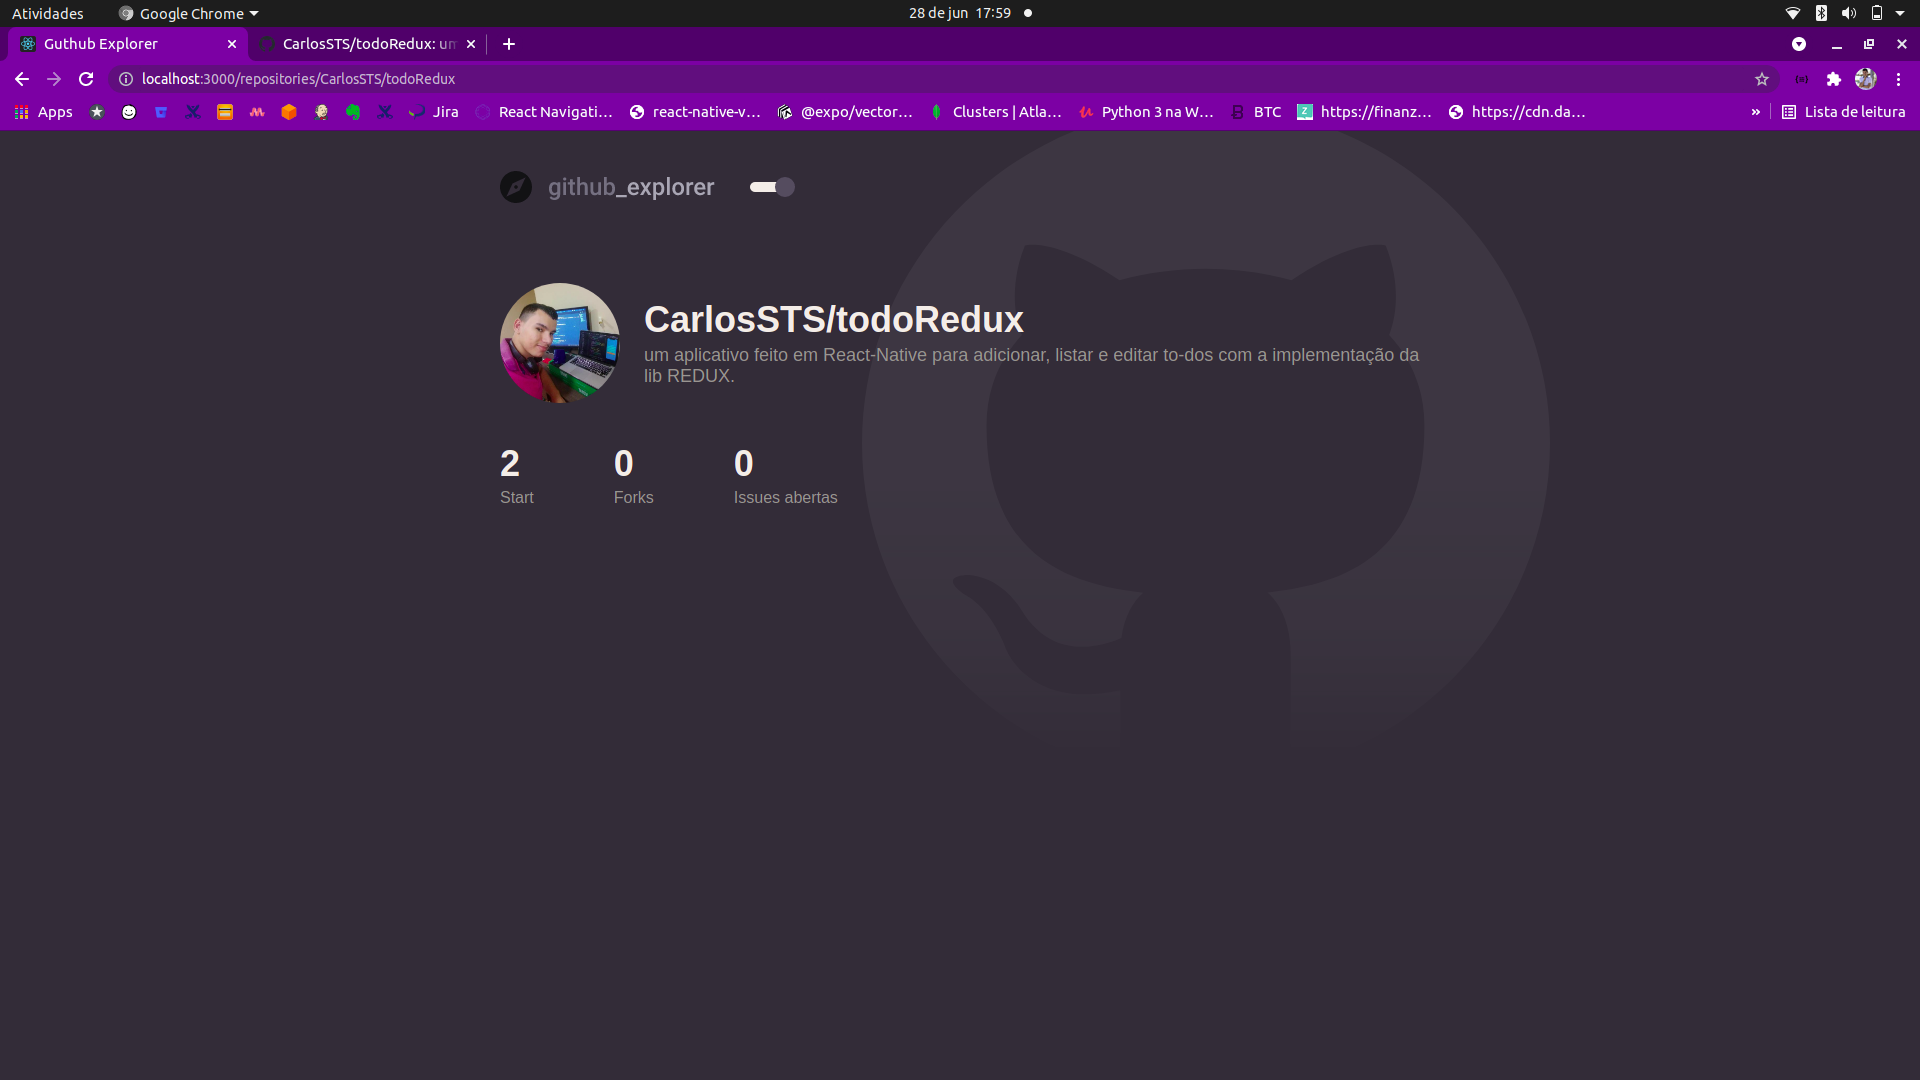 Atividades Google Chrome 28 de jun 17:59
Guthub Explorer CarlosSTS/todoRedux: um
localhost:3000/repositories/CarlosSTS/todoRedux
Apps Jira React Navigati... react-native-v... @expo/vector... Clusters | Atla... Python 3 na W... BTC https://finanz... https://cdn.da... » Lista de leitura
github_explorer
CarlosSTS/todoRedux
um aplicativo feito em React-Native para adicionar, listar e editar to-dos com a implementação da
lib REDUX.
2 0 0
Start Forks Issues abertas